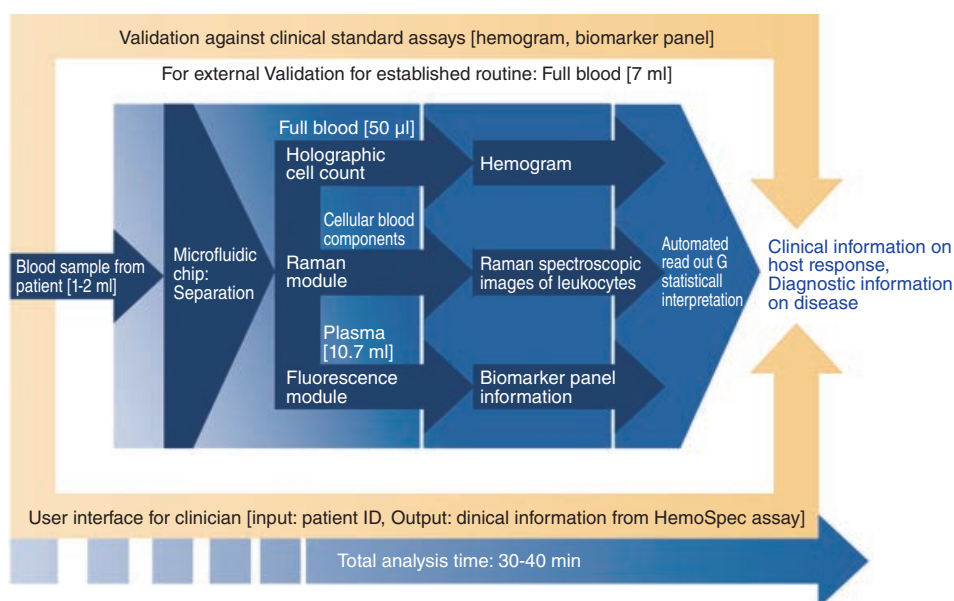 Validation against clinical standard assays [hemogram, biomarker panel]
For external Validation for established routine: Full blood [7 ml]
Full blood [50 µl]
Holographic
cell count
Hemogram
Cellular blood
components
Blood sample from
patient [1-2 ml]
Microfluidic
chip:
Separation
Raman
module
Raman spectroscopic
images of leukocytes
Automated
read out G
statisticall
interpretation
Clinical information on
host response,
Diagnostic information
on disease
Plasma
[10.7 ml]
Fluorescence
module
Biomarker panel
information
User interface for clinician [input: patient ID, Output: dinical information from HemoSpec assay]
Total analysis time: 30-40 min